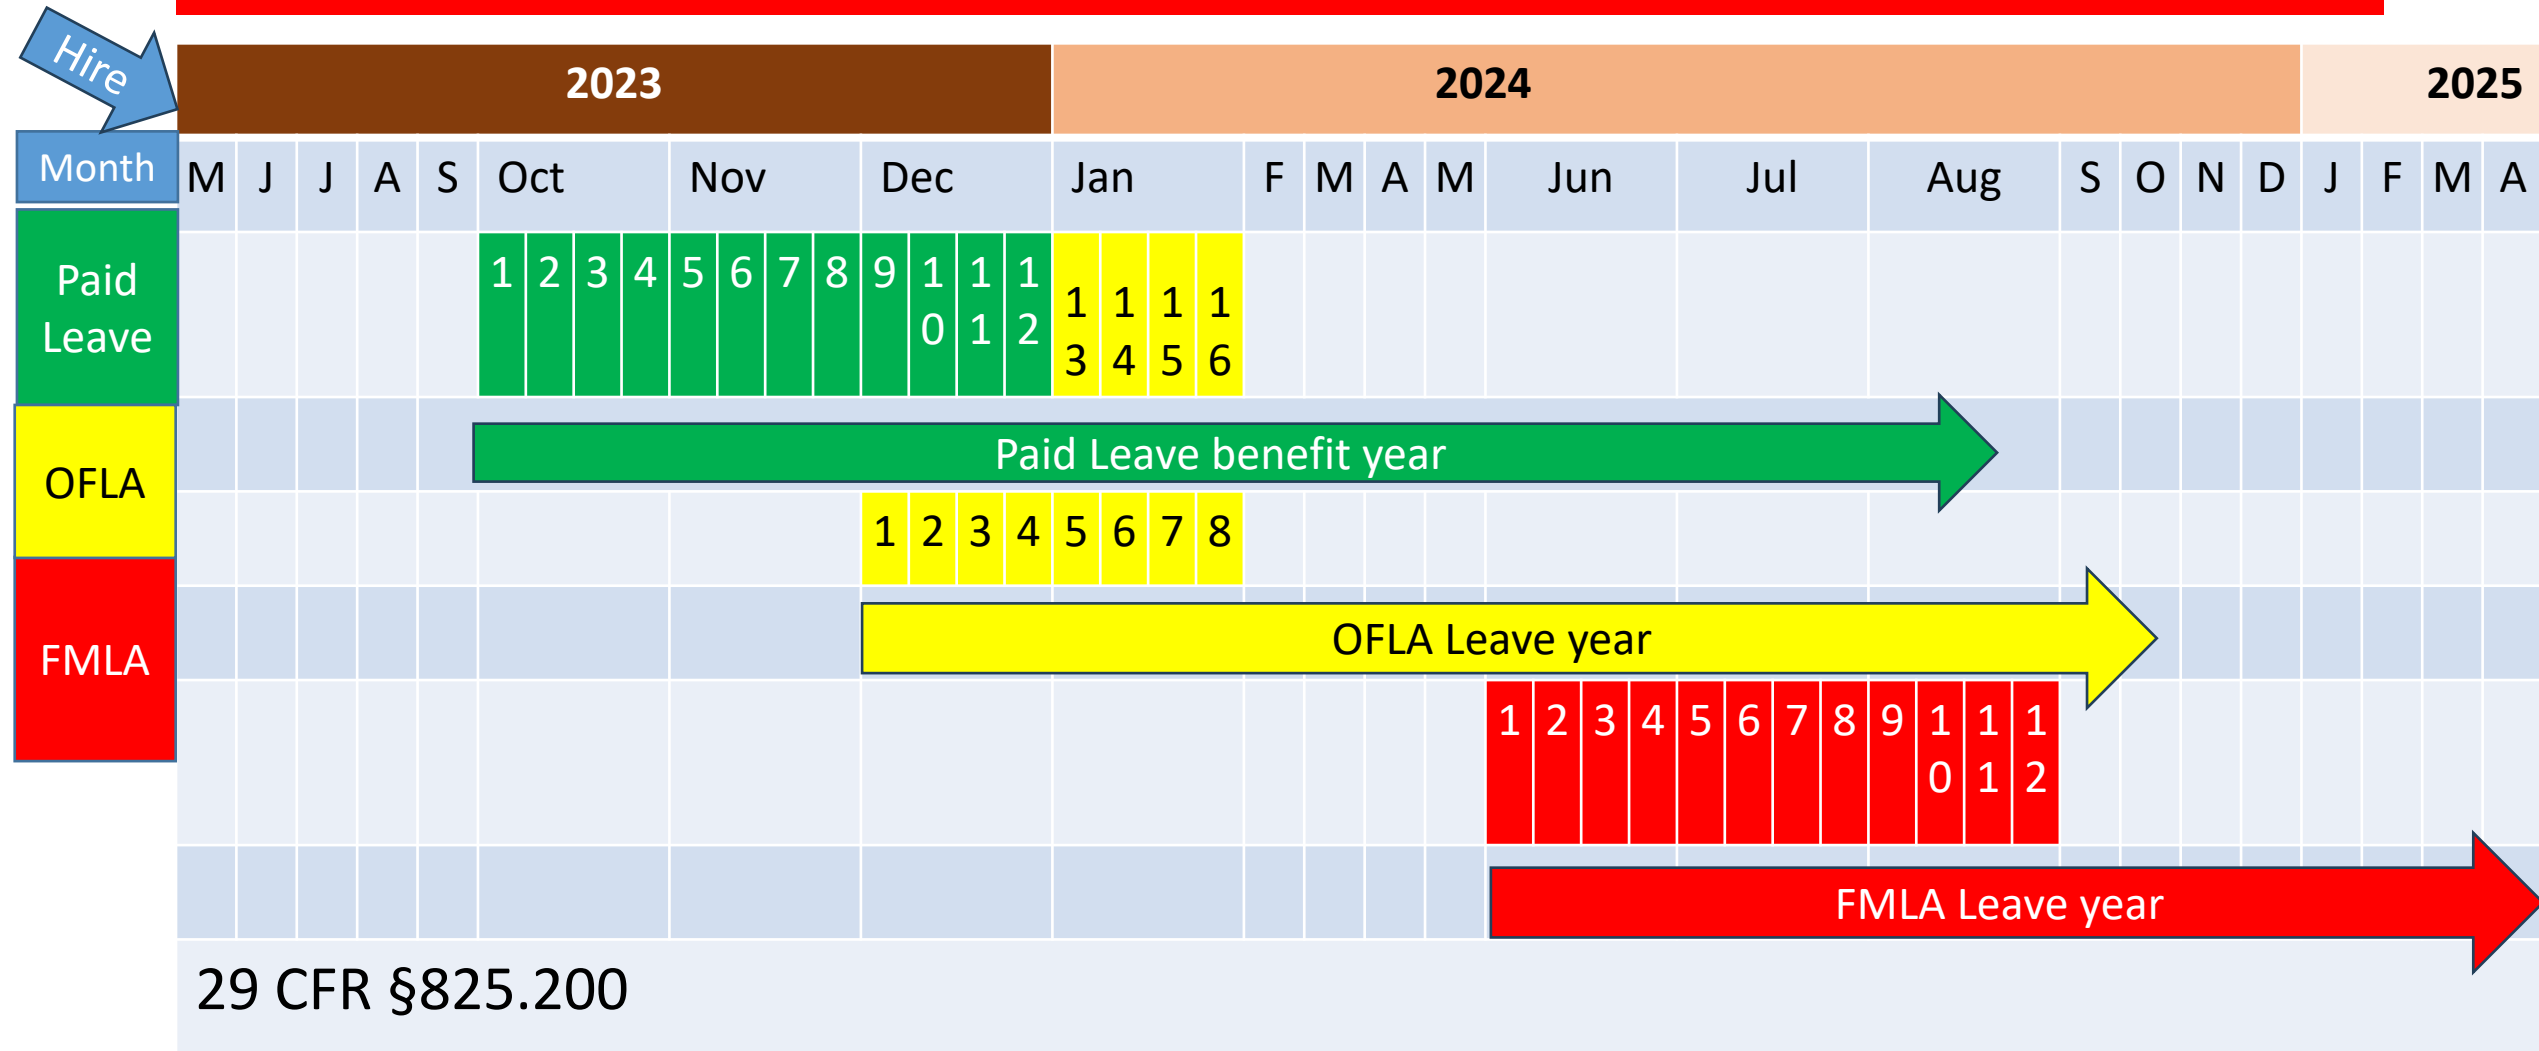 Hire
2023 2024 2025
Month M J J A S Oct Nov Dec Jan F M A M Jun Jul Aug S O N D J F M A
Paid
Leave
1 2 3 4 5 6 7 8 9 10 11 12 13 14 15 16
Paid Leave benefit year
OFLA
1 2 3 4 5 6 7 8
OFLA Leave year
FMLA
1 2 3 4 5 6 7 8 9 10 11 12
FMLA Leave year
29 CFR §825.200